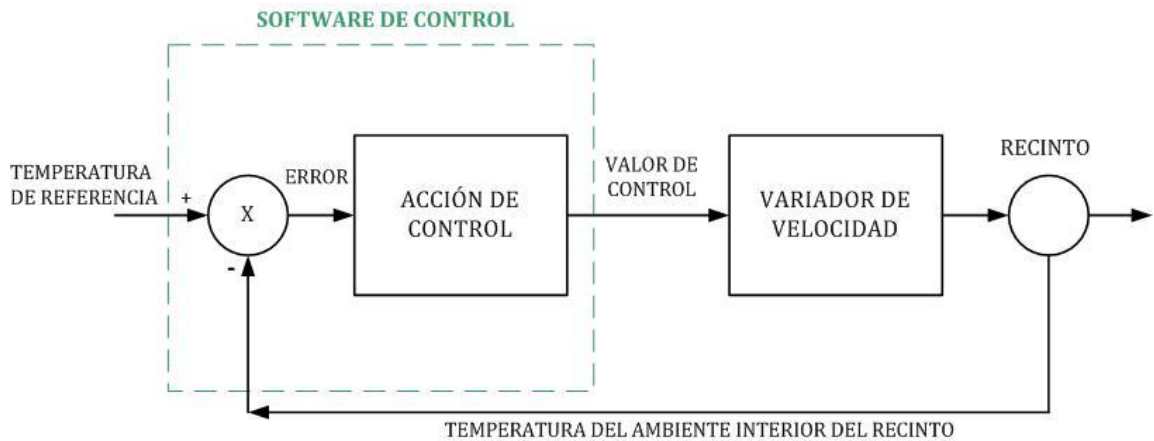 SOFTWARE DE CONTROL
TEMPERATURA
DE REFERENCIA
+
X
-
ERROR
ACCIÓN DE
CONTROL
VALOR DE
CONTROL
VARIADOR DE
VELOCIDAD
RECINTO
TEMPERATURA DEL AMBIENTE INTERIOR DEL RECINTO